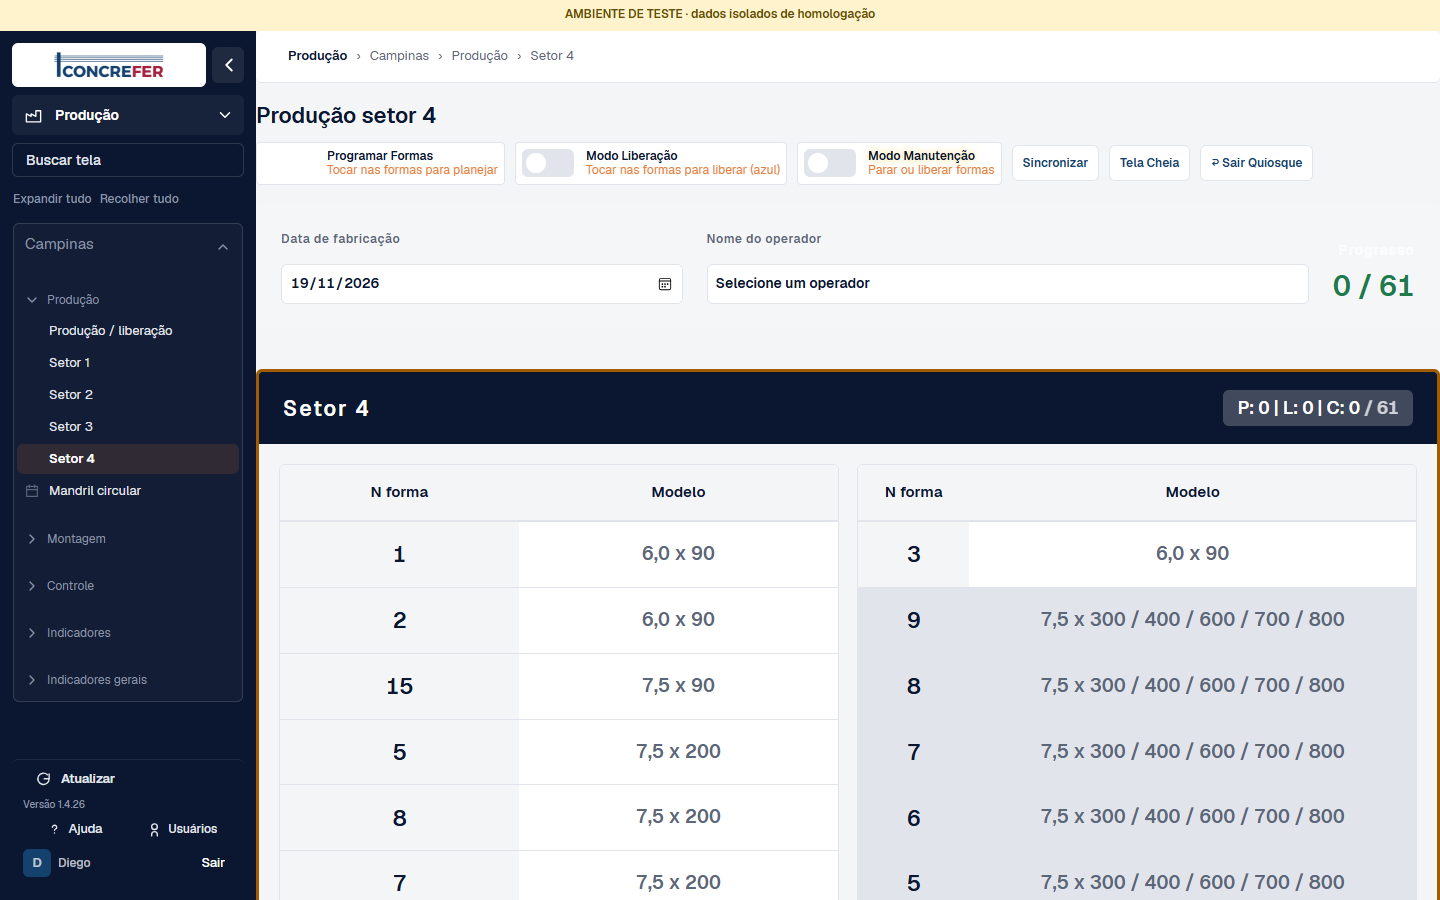 AMBIENTE DE TESTE · dados isolados de homologação
CONCREFER
Produção
Buscar tela
Expandir tudo Recolher tudo
Campinas
Produção
Produção / liberação
Setor 1
Setor 2
Setor 3
Setor 4
Mandril circular
Montagem
Controle
Indicadores
Indicadores gerais
Atualizar
Versão 1.4.26
? Ajuda
Usuários
D Diego
Sair
Produção › Campinas › Produção › Setor 4
Produção setor 4
Programar Formas
Tocar nas formas para planejar
Modo Liberação
Tocar nas formas para liberar (azul)
Modo Manutenção
Parar ou liberar formas
Sincronizar
Tela Cheia
Sair Quiosque
Data de fabricação
19/11/2026
Nome do operador
Selecione um operador
Progresso
0 / 61
Setor 4
P: 0 | L: 0 | C: 0 / 61
N forma Modelo
1 6,0 x 90
2 6,0 x 90
15 7,5 x 90
5 7,5 x 200
8 7,5 x 200
7 7,5 x 200
N forma Modelo
3 6,0 x 90
9 7,5 x 300 / 400 / 600 / 700 / 800
8 7,5 x 300 / 400 / 600 / 700 / 800
7 7,5 x 300 / 400 / 600 / 700 / 800
6 7,5 x 300 / 400 / 600 / 700 / 800
5 7,5 x 300 / 400 / 600 / 700 / 800